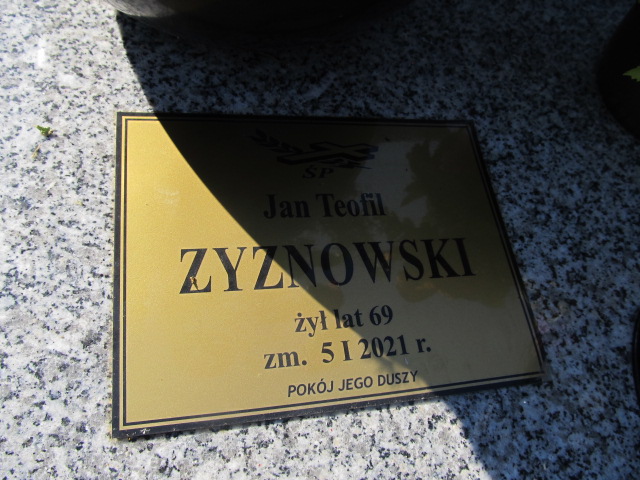 ŚP
Jan Teofil
ZYZNOWSKI
żył lat 69
zm. 5 I 2021 r.
POKÓJ JEGO DUSZY